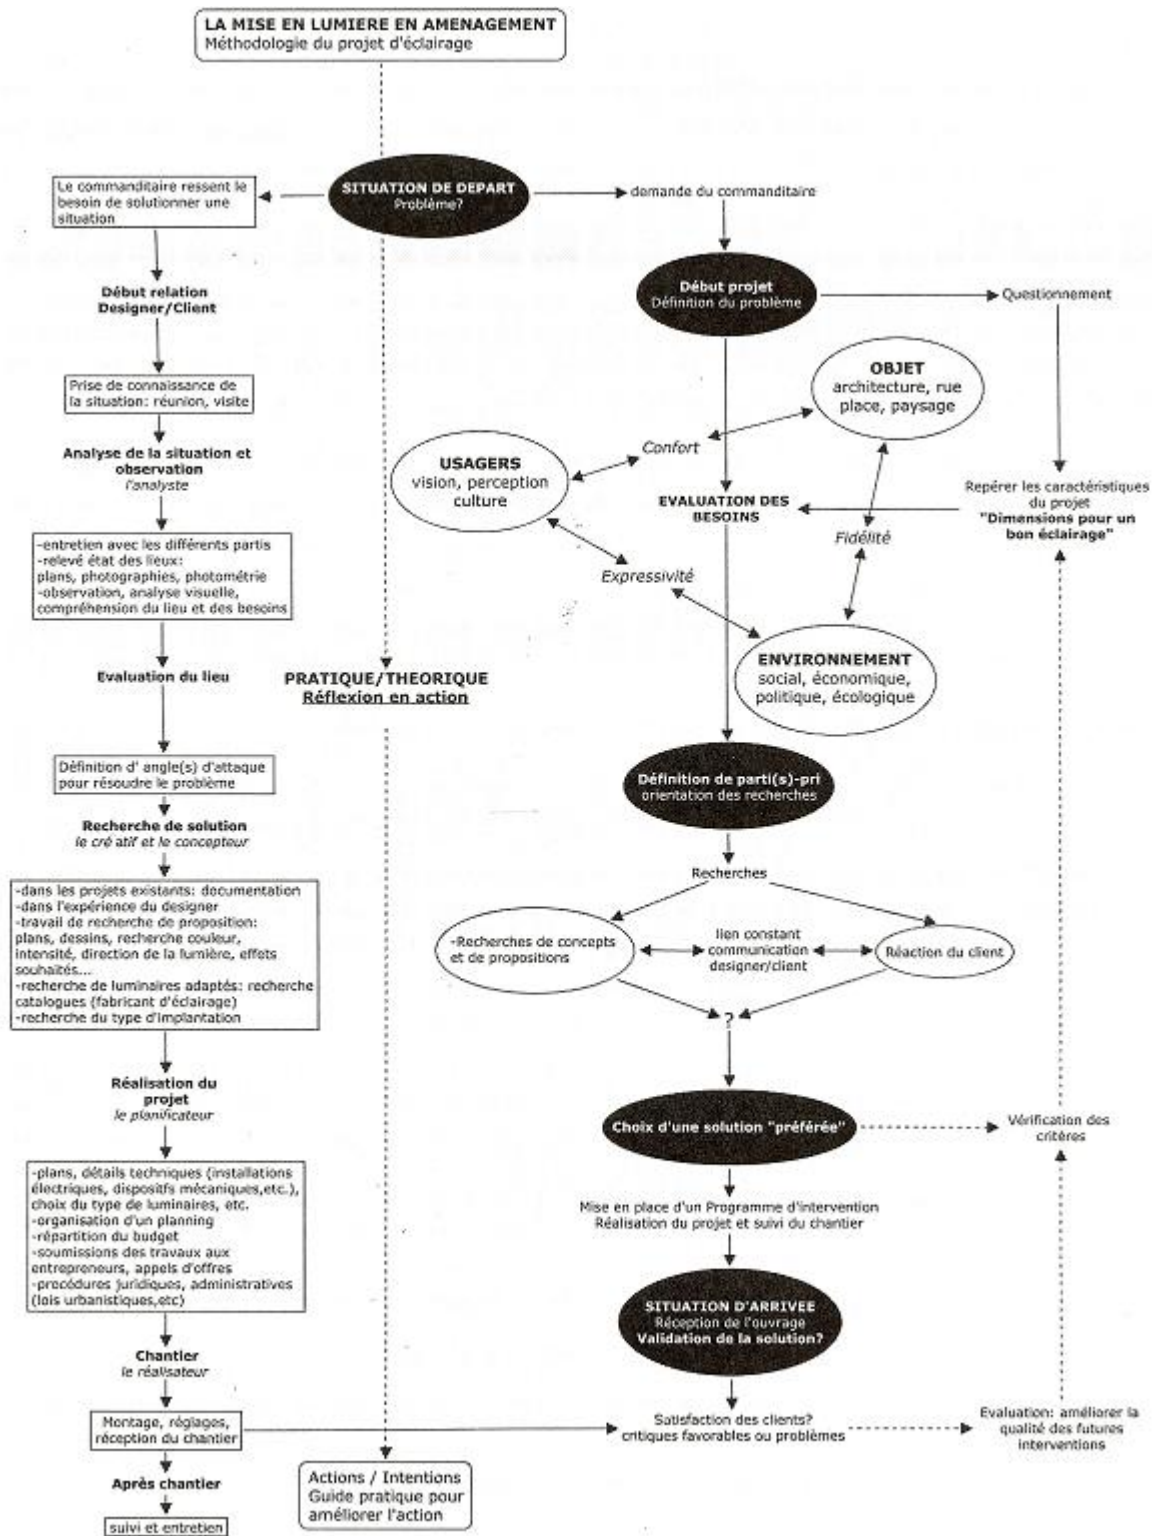 LA MISE EN LUMIERE EN AMENAGEMENT
Méthodologie du projet d'éclairage
Le commanditaire ressent le
besoin de solutionner une
situation
SITUATION DE DEPART
Problème?
demande du commanditaire
Début relation
Designer/Client
Début projet
Définition du problème
Questionnement
Prise de connaissance de
la situation: réunion, visite
OBJET
architecture, rue
place, paysage
Confort
USAGERS
vision, perception
culture
Analyse de la situation et
observation
l'analyste
EVALUATION DES
BESOINS
Repérer les caractéristiques
du projet
"Dimensions pour un
bon éclairage"
Fidélité
Expressivité
-entretien avec les différents partis
-relevé état des lieux:
plans, photographies, photométrie
-observation, analyse visuelle,
compréhension du lieu et des besoins
ENVIRONNEMENT
social, économique,
politique, écologique
Evaluation du lieu
PRATIQUE/THEORIQUE
Réflexion en action
Définition d' angle(s) d'attaque
pour résoudre le problème
Définition de parti(s)-pri
orientation des recherches
Recherche de solution
le cré atif et le concepteur
Recherches
-dans les projets existants: documentation
-dans l'expérience du designer
-travail de recherche de proposition:
plans, dessins, recherche couleur,
intensité, direction de la lumière, effets
souhaités...
-recherche de luminaires adaptés: recherche
catalogues (fabricant d'éclairage)
-recherche du type d'implantation
-Recherches de concepts
et de propositions
lien constant
communication
designer/client
Réaction du client
?
Réalisation du
projet
le planificateur
Choix d'une solution "préférée"
Vérification des
critères
-plans, détails techniques (installations
électriques, dispositfs mécaniques,etc.),
choix du type de luminaires, etc.
-organisation d'un planning
-répartition du budget
-soumissions des travaux aux
entrepreneurs, appels d'offres
-procédures juridiques, administratives
(lois urbanistiques,etc)
Mise en place d'un Programme d'intervention
Réalisation du projet et suivi du chantier
SITUATION D'ARRIVEE
Réception de l'ouvrage
Validation de la solution?
Chantier
le réalisateur
Montage, réglages,
réception du chantier
Satisfaction des clients?
critiques favorables ou problèmes
Evaluation: améliorer la
qualité des futures
interventions
Après chantier
suivi et entretien
Actions / Intentions
Guide pratique pour
améliorer l'action